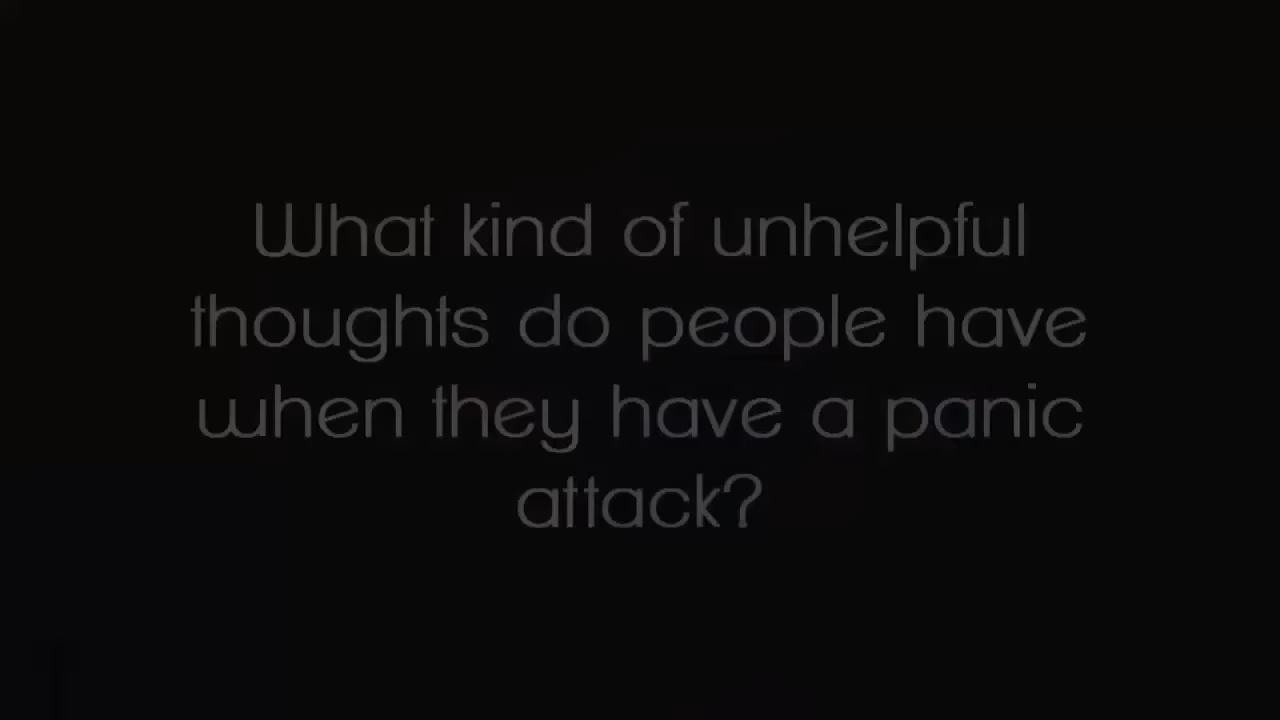 What kind of unhelpful
thoughts do people have
when they have a panic
attack?